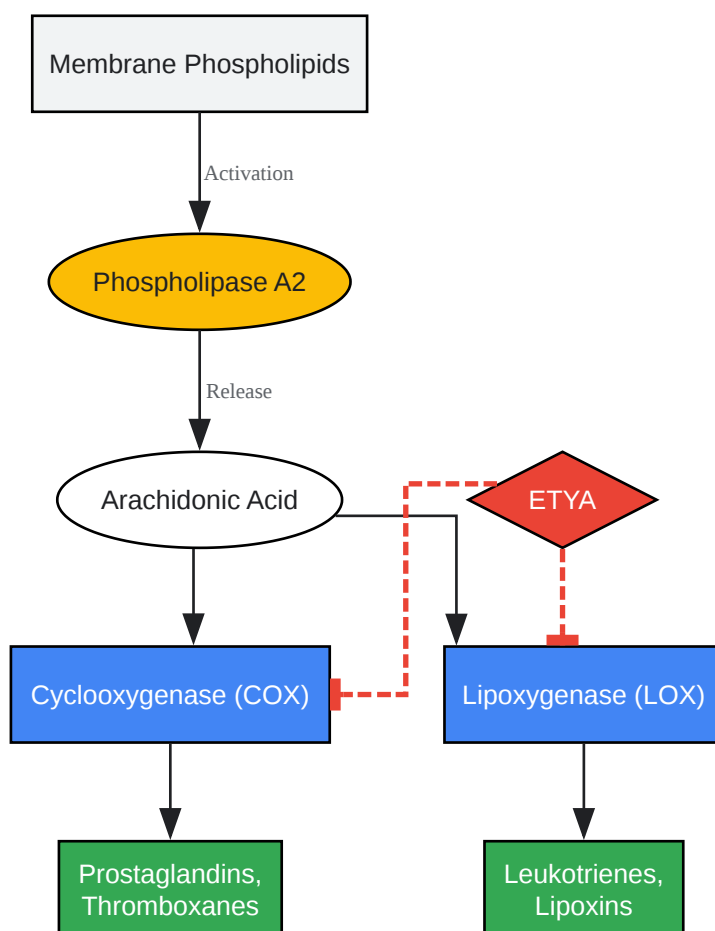 Membrane Phospholipids
Activation
Phospholipase A2
Release
Arachidonic Acid
ETYA
Cyclooxygenase (COX)
Lipoxygenase (LOX)
Prostaglandins,
Thromboxanes
Leukotrienes,
Lipoxins